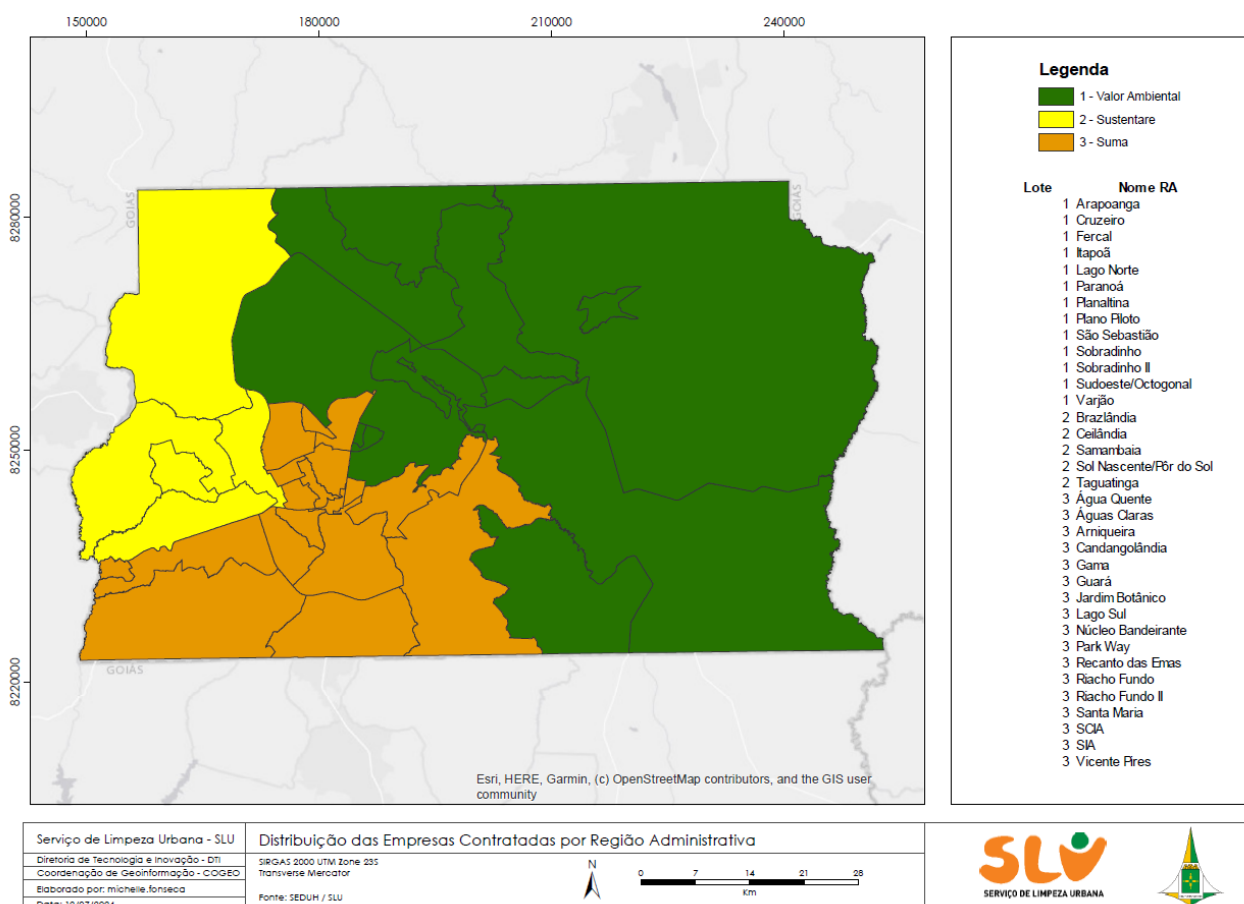 150000 180000 210000 240000
8280000
8250000
8220000
GOIÁS
GOIÁS
GOIÁS
Esri, HERE, Garmin, (c) OpenStreetMap contributors, and the GIS user
community
Legenda
1 - Valor Ambiental
2 - Sustentare
3 - Suma
Lote Nome RA
1 Arapoanga
1 Cruzeiro
1 Fercal
1 Itapoã
1 Lago Norte
1 Paranoá
1 Planaltina
1 Plano Piloto
1 São Sebastião
1 Sobradinho
1 Sobradinho II
1 Sudoeste/Octogonal
1 Varjão
2 Brazlândia
2 Ceilândia
2 Samambaia
2 Sol Nascente/Pôr do Sol
2 Taguatinga
3 Água Quente
3 Águas Claras
3 Arniqueira
3 Candangolândia
3 Gama
3 Guará
3 Jardim Botânico
3 Lago Sul
3 Núcleo Bandeirante
3 Park Way
3 Recanto das Emas
3 Riacho Fundo
3 Riacho Fundo II
3 Santa Maria
3 SCIA
3 SIA
3 Vicente Pires
Serviço de Limpeza Urbana - SLU
Diretoria de Tecnologia e Inovação - DTI
Coordenação de Geoinformação - COGEO
Elaborado por: michelle.fonseca
Distribuição das Empresas Contratadas por Região Administrativa
SIRGAS 2000 UTM Zone 23S
Transverse Mercator
Fonte: SEDUH / SLU
N
0 7 14 21 28
Km
SLU
SERVIÇO DE LIMPEZA URBANA